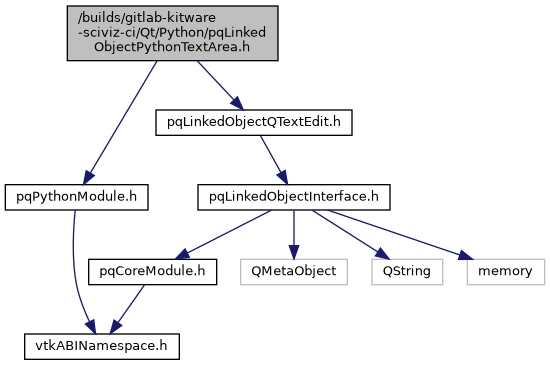 /builds/gitlab-kitware
-sciviz-ci/Qt/Python/pqLinked
ObjectPythonTextArea.h
pqLinkedObjectQTextEdit.h
pqPythonModule.h
pqLinkedObjectInterface.h
pqCoreModule.h
QMetaObject
QString
memory
vtkABINamespace.h